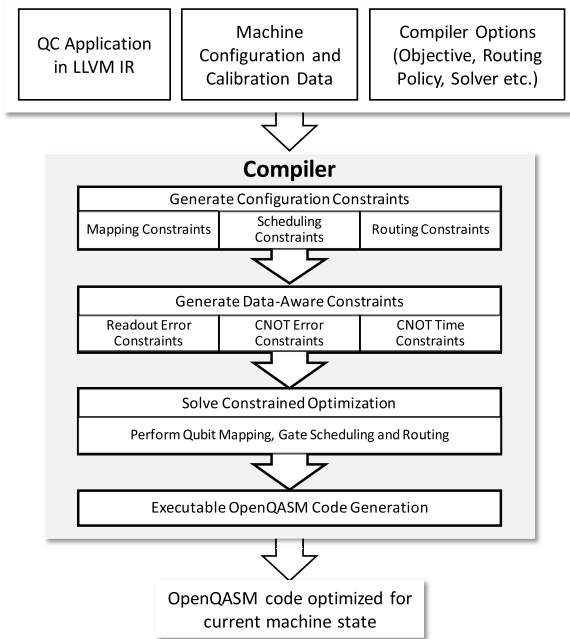 QC Application
in LLVM IR
Machine
Configuration and
Calibration Data
Compiler Options
(Objective, Routing
Policy, Solver etc.)
Compiler
Generate Configuration Constraints
Mapping Constraints
Scheduling
Constraints
Routing Constraints
Generate Data-Aware Constraints
Readout Error
Constraints
CNOT Error
Constraints
CNOT Time
Constraints
Solve Constrained Optimization
Perform Qubit Mapping, Gate Scheduling and Routing
Executable OpenQASM Code Generation
OpenQASM code optimized for
current machine state